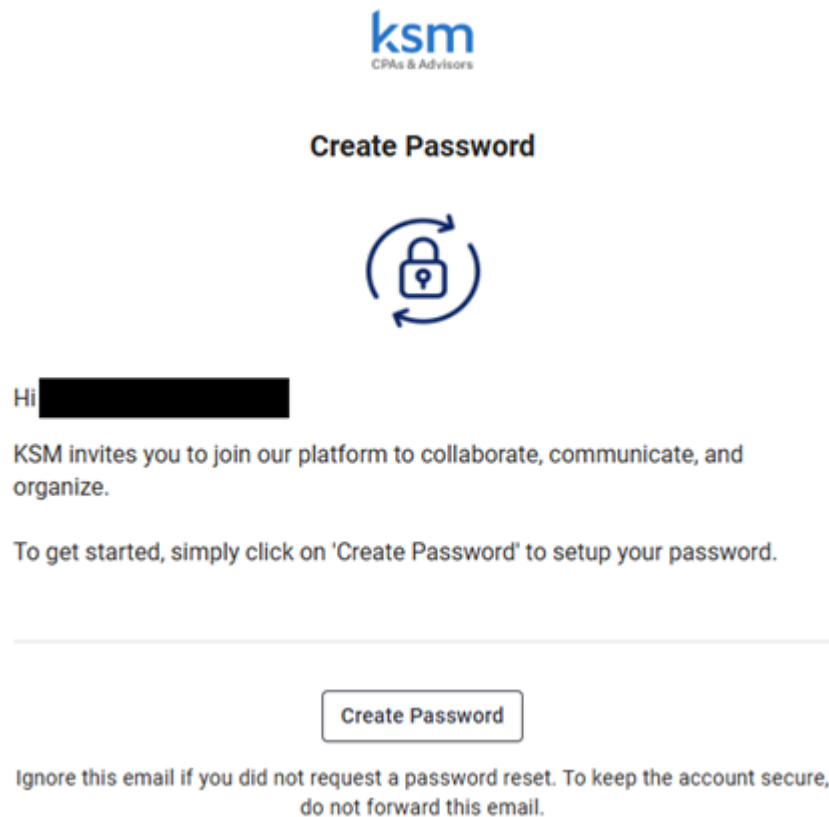 ksm
CPAs & Advisors
Create Password
Hi
KSM invites you to join our platform to collaborate, communicate, and
organize.
To get started, simply click on 'Create Password' to setup your password.
Create Password
Ignore this email if you did not request a password reset. To keep the account secure,
do not forward this email.